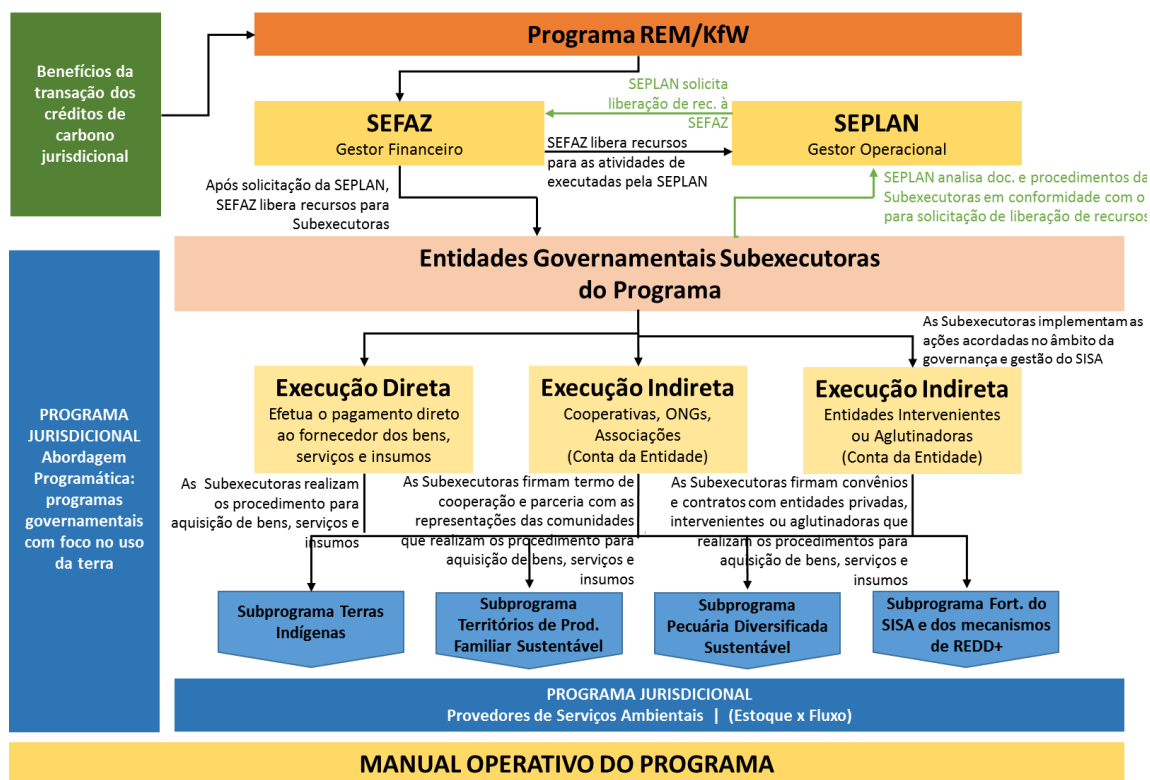 Benefícios da
transação dos
créditos de
carbono
jurisdicional
Programa REM/KfW
SEPLAN solicita
liberação de rec. à
SEFAZ
SEFAZ
Gestor Financeiro
SEPLAN
Gestor Operacional
SEFAZ libera recursos
para as atividades de
executadas pela SEPLAN
Após solicitação da SEPLAN,
SEFAZ libera recursos para
Subexecutoras
SEPLAN analisa doc. e procedimentos da
Subexecutoras em conformidade com o
para solicitação de liberação de recursos
Entidades Governamentais Subexecutoras
do Programa
As Subexecutoras implementam as
ações acordadas no âmbito da
governança e gestão do SISA
PROGRAMA
JURISDICIONAL
Abordagem
Programática:
programas
governamentais
com foco no uso
da terra
Execução Direta
Efetua o pagamento direto
ao fornecedor dos bens,
serviços e insumos
Execução Indireta
Cooperativas, ONGs,
Associações
(Conta da Entidade)
Execução Indireta
Entidades Intervenientes
ou Aglutinadoras
(Conta da Entidade)
As Subexecutoras realizam
os procedimento para
aquisição de bens, serviços e
insumos
As Subexecutoras firmam termo de
cooperação e parceria com as
representações das comunidades
que realizam os procedimento para
aquisição de bens, serviços e
insumos
As Subexecutoras firmam convênios
e contratos com entidades privadas,
intervenientes ou aglutinadoras que
realizam os procedimentos para
aquisição de bens, serviços e
insumos
Subprograma Terras
Indígenas
Subprograma
Territórios de Prod.
Familiar Sustentável
Subprograma
Pecuária Diversificada
Sustentável
Subprograma Fort. do
SISA e dos mecanismos
de REDD+
PROGRAMA JURISDICIONAL
Provedores de Serviços Ambientais | (Estoque x Fluxo)
MANUAL OPERATIVO DO PROGRAMA